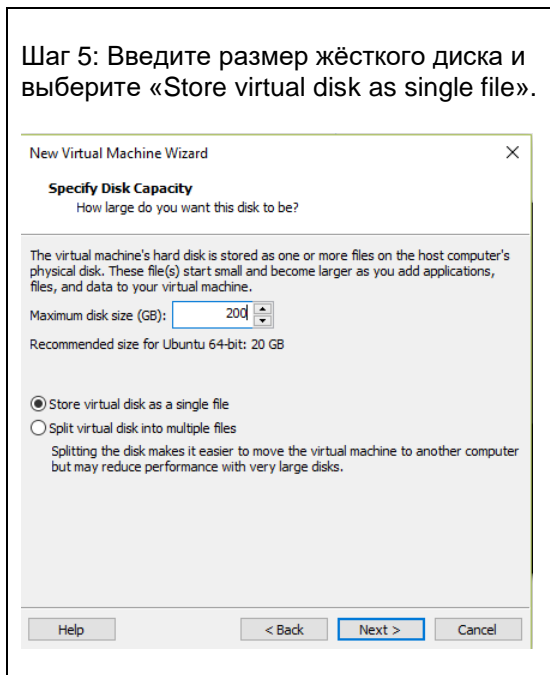 Шаг 5: Введите размер жёсткого диска и
выберите «Store virtual disk as single file».
New Virtual Machine Wizard
Specify Disk Capacity
How large do you want this disk to be?
The virtual machine's hard disk is stored as one or more files on the host computer's
physical disk. These file(s) start small and become larger as you add applications,
files, and data to your virtual machine.
Maximum disk size (GB): 200
Recommended size for Ubuntu 64-bit: 20 GB
Store virtual disk as a single file
Split virtual disk into multiple files
Splitting the disk makes it easier to move the virtual machine to another computer
but may reduce performance with very large disks.
Help < Back Next > Cancel